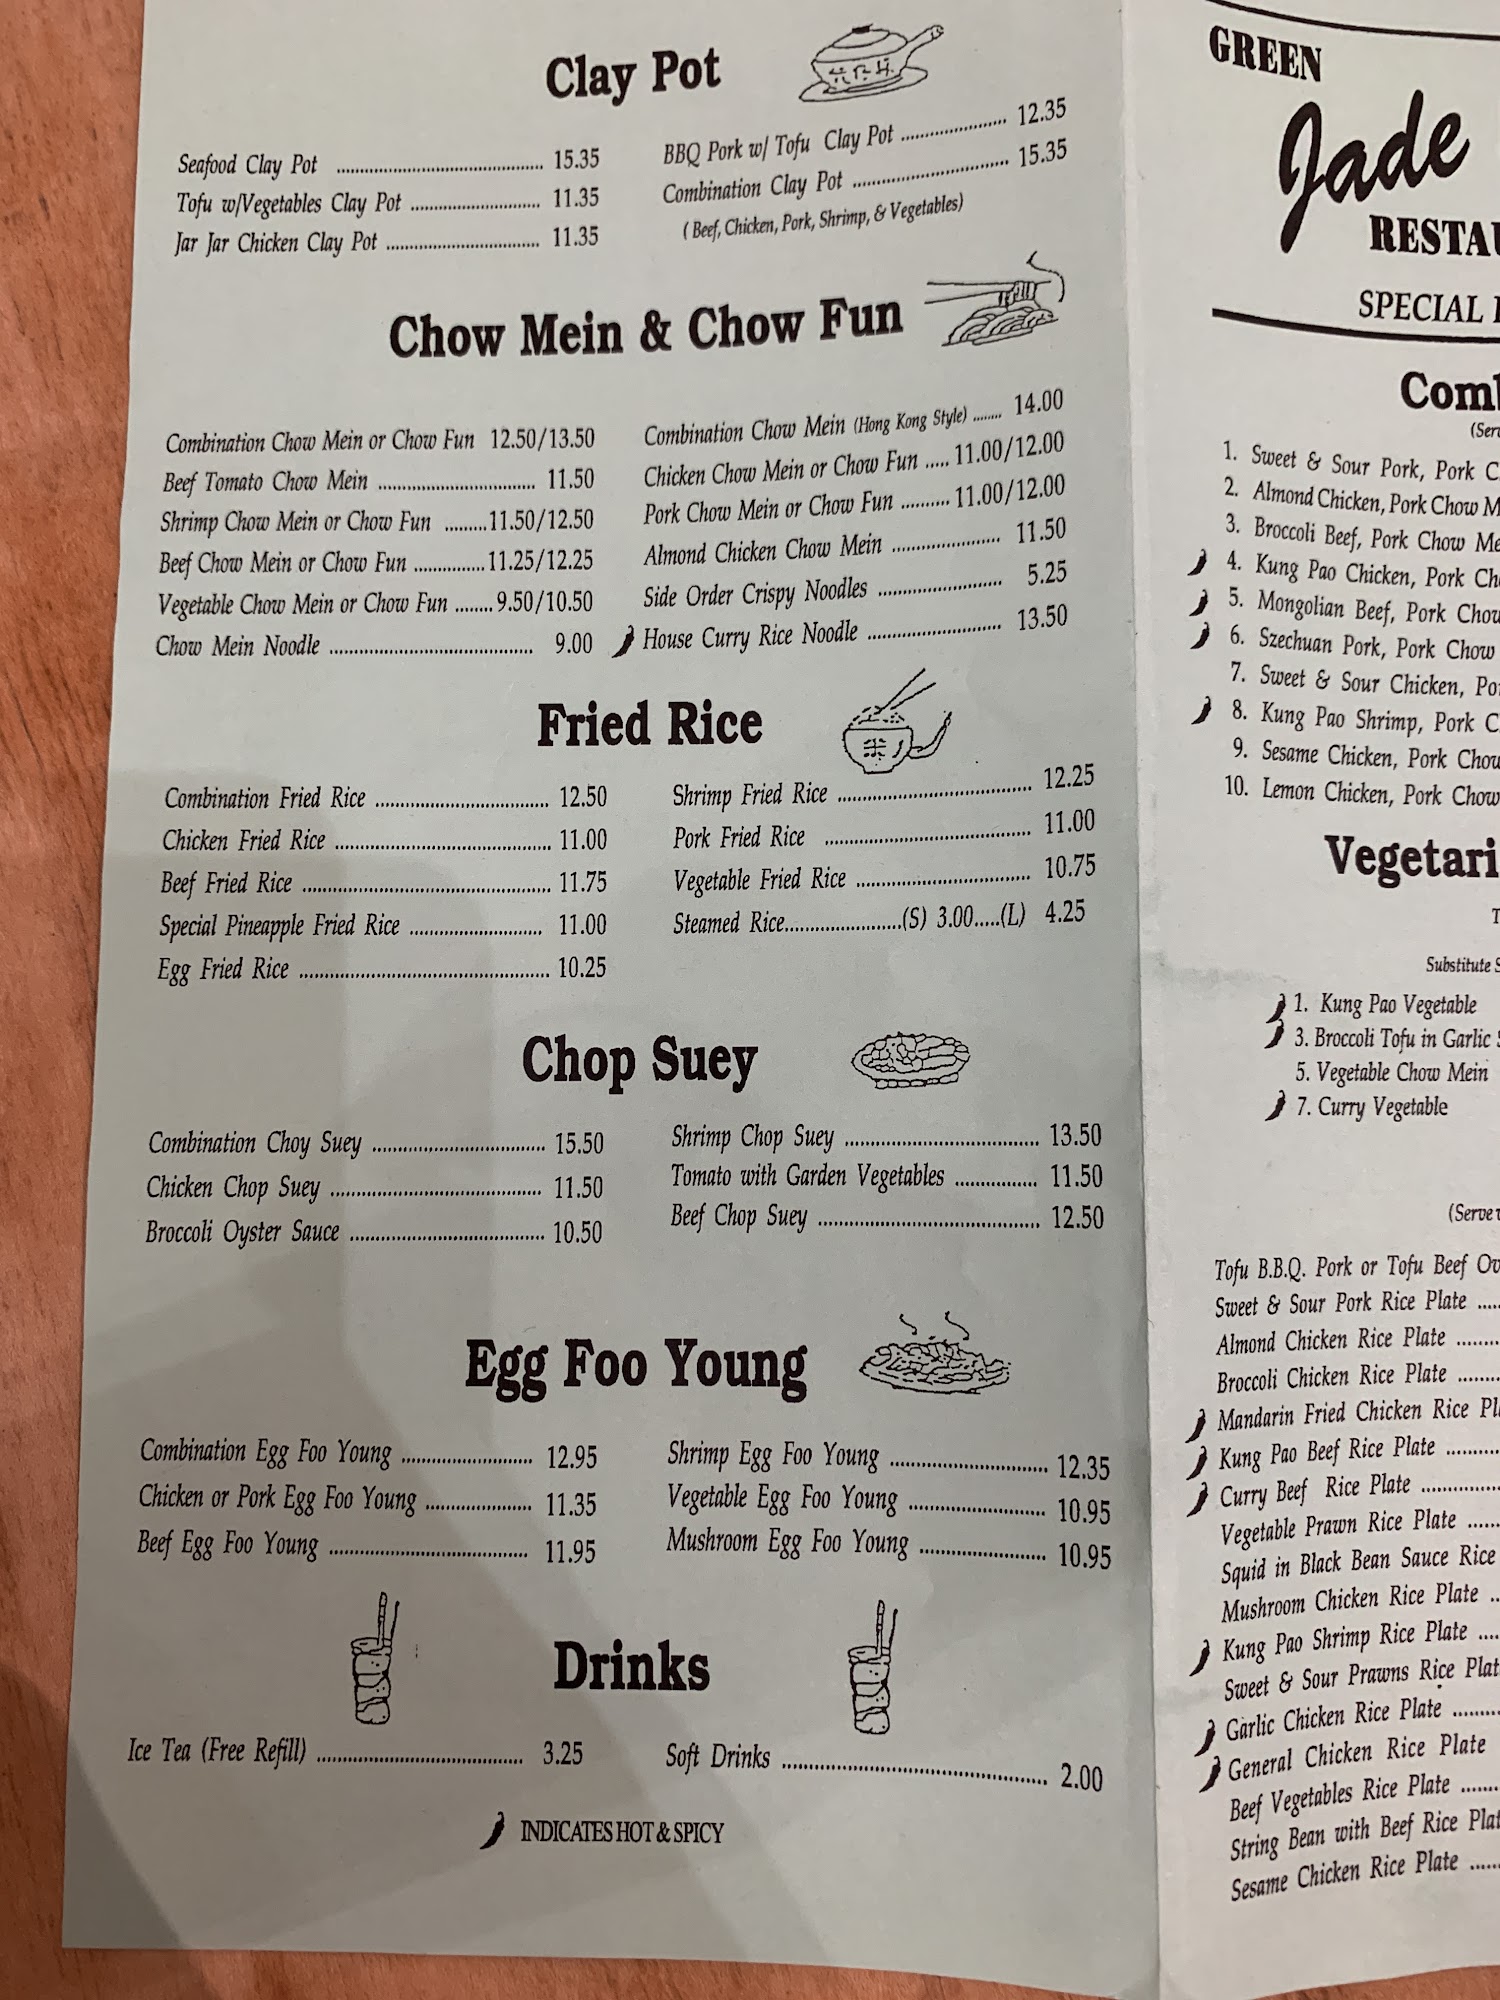 Clay Pot
Seafood Clay Pot .......... 15.35
Tofu w/Vegetables Clay Pot .......... 11.35
Jar Jar Chicken Clay Pot .......... 11.35
BBQ Pork w/ Tofu Clay Pot .......... 12.35
Combination Clay Pot .......... 15.35
( Beef, Chicken, Pork, Shrimp, & Vegetables)
Chow Mein & Chow Fun
Combination Chow Mein or Chow Fun 12.50/13.50
Beef Tomato Chow Mein .......... 11.50
Shrimp Chow Mein or Chow Fun .........11.50/12.50
Beef Chow Mein or Chow Fun ..........11.25/12.25
Vegetable Chow Mein or Chow Fun ........9.50/10.50
Chow Mein Noodle .......... 9.00
Combination Chow Mein (Hong Kong Style) ....... 14.00
Chicken Chow Mein or Chow Fun ..... 11.00/12.00
Pork Chow Mein or Chow Fun ..........11.00/12.00
Almond Chicken Chow Mein .......... 11.50
Side Order Crispy Noodles .......... 5.25
House Curry Rice Noodle .......... 13.50
Fried Rice
Combination Fried Rice .......... 12.50
Chicken Fried Rice .......... 11.00
Beef Fried Rice .......... 11.75
Special Pineapple Fried Rice .......... 11.00
Egg Fried Rice .......... 10.25
Shrimp Fried Rice .......... 12.25
Pork Fried Rice .......... 11.00
Vegetable Fried Rice .......... 10.75
Steamed Rice..........(S) 3.00.....(L) 4.25
Chop Suey
Combination Choy Suey .......... 15.50
Chicken Chop Suey .......... 11.50
Broccoli Oyster Sauce .......... 10.50
Shrimp Chop Suey .......... 13.50
Tomato with Garden Vegetables .......... 11.50
Beef Chop Suey .......... 12.50
Egg Foo Young
Combination Egg Foo Young .......... 12.95
Chicken or Pork Egg Foo Young .......... 11.35
Beef Egg Foo Young .......... 11.95
Shrimp Egg Foo Young .......... 12.35
Vegetable Egg Foo Young .......... 10.95
Mushroom Egg Foo Young .......... 10.95
Drinks
Ice Tea (Free Refill) .......... 3.25
Soft Drinks .......... 2.00
INDICATES HOT & SPICY
GREEN
Jade
SPECIAL
1. Sweet & Sour Pork, Pork
2. Almond Chicken, Pork Chow
3. Broccoli Beef, Pork Chow
4. Kung Pao Chicken, Pork
5. Mongolian Beef, Pork
6. Szechuan Pork, Pork Chow
7. Sweet & Sour Chicken,
8. Kung Pao Shrimp, Pork
9. Sesame Chicken, Pork
10. Lemon Chicken, Pork Chow
Substitute
1. Kung Pao Vegetable
3. Broccoli Tofu in Garlic
5. Vegetable Chow Mein
7. Curry Vegetable
Tofu B.B.Q. Pork or Tofu Beef
Sweet & Sour Pork Rice Plate .....
Almond Chicken Rice Plate ........
Broccoli Chicken Rice Plate ........
Mandarin Fried Chicken Rice
Kung Pao Beef Rice Plate ..........
Curry Beef Rice Plate ..........
Vegetable Prawn Rice Plate ......
Squid in Black Bean Sauce Rice
Mushroom Chicken Rice Plate ..
Kung Pao Shrimp Rice Plate ....
Sweet & Sour Prawns Rice
Garlic Chicken Rice Plate ........
General Chicken Rice Plate
Beef Vegetables Rice Plate .......
String Bean with Beef Rice
Sesame Chicken Rice Plate ......